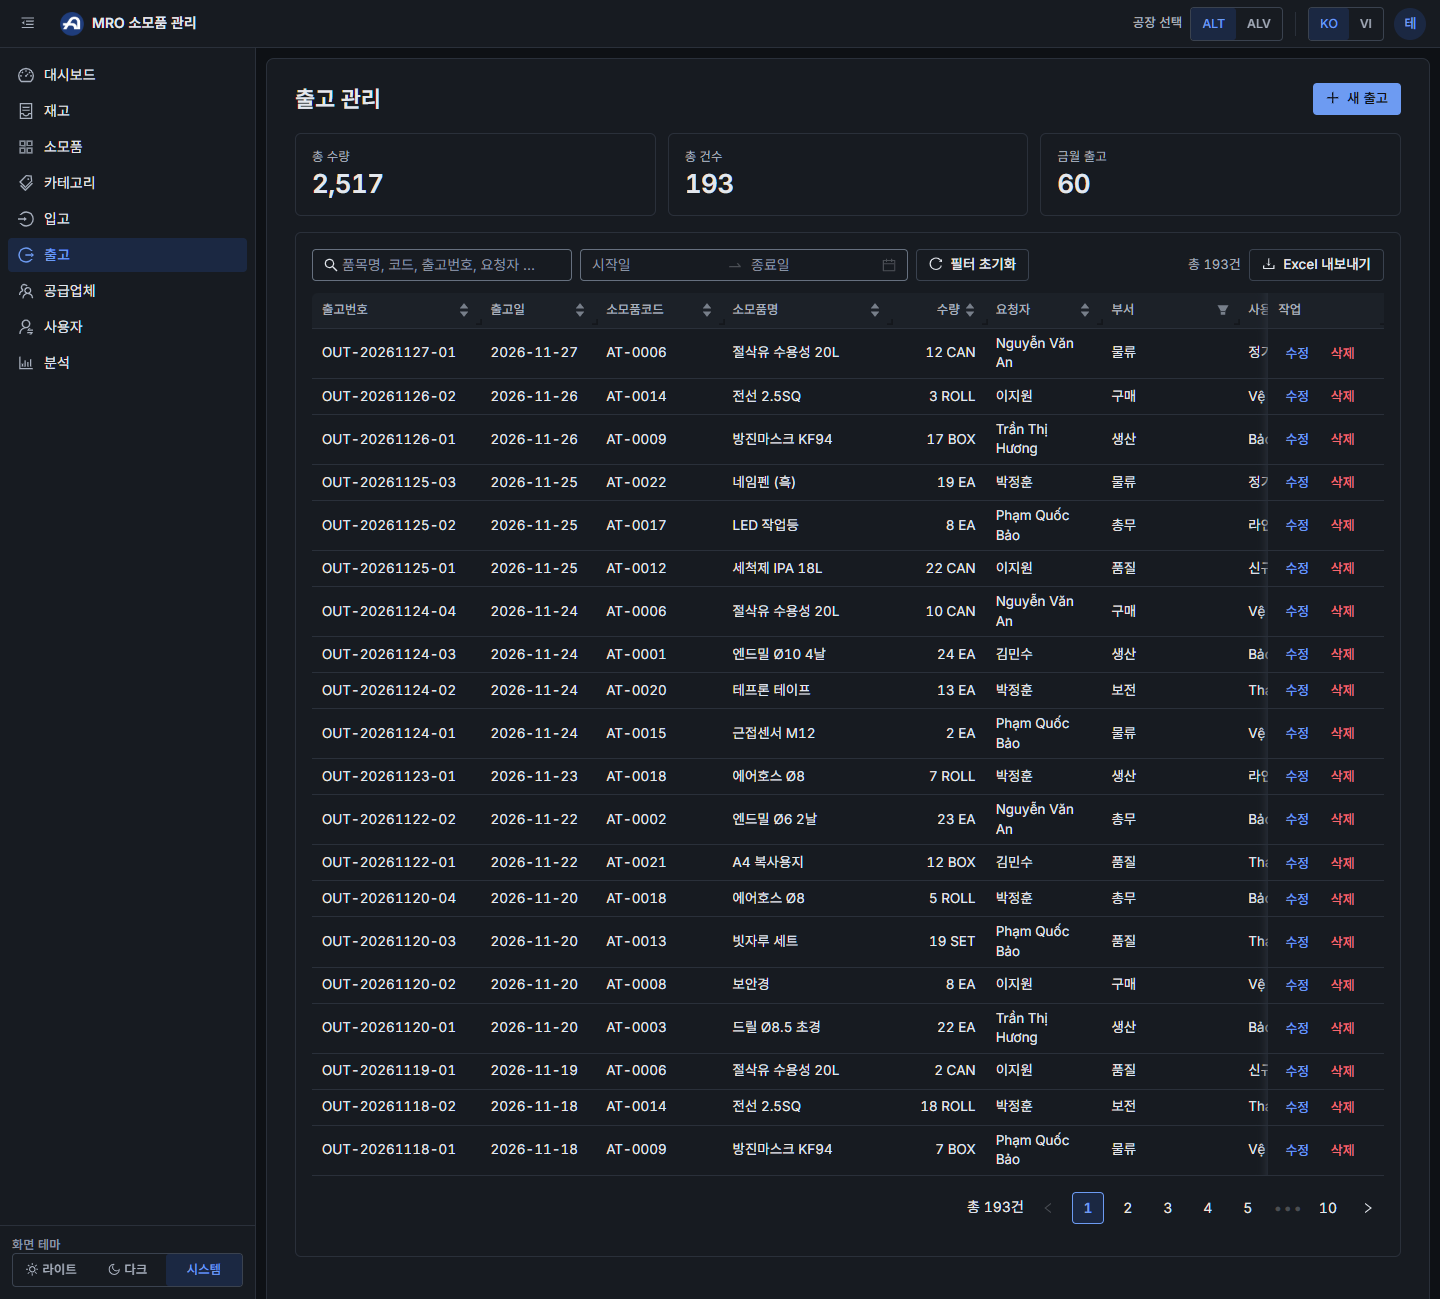 MRO 소모품 관리
공장 선택 ALT ALV KO VI 테
대시보드
재고
소모품
카테고리
입고
출고
공급업체
사용자
분석
출고 관리
새 출고
총 수량
2,517
총 건수
193
금월 출고
60
품목명, 코드, 출고번호, 요청자 ...
시작일 종료일
필터 초기화
총 193건
Excel 내보내기
출고번호 출고일 소모품코드 소모품명 수량 요청자 부서 작업
OUT-20261127-01 2026-11-27 AT-0006 절삭유 수용성 20L 12 CAN Nguyễn Văn An 물류 수정 삭제
OUT-20261126-02 2026-11-26 AT-0014 전선 2.5SQ 3 ROLL 이지원 구매 Vệ 수정 삭제
OUT-20261126-01 2026-11-26 AT-0009 방진마스크 KF94 17 BOX Trần Thị Hương 생산 수정 삭제
OUT-20261125-03 2026-11-25 AT-0022 네임펜 (흑) 19 EA 박정훈 물류 수정 삭제
OUT-20261125-02 2026-11-25 AT-0017 LED 작업등 8 EA Phạm Quốc Bảo 총무 수정 삭제
OUT-20261125-01 2026-11-25 AT-0012 세척제 IPA 18L 22 CAN 이지원 품질 수정 삭제
OUT-20261124-04 2026-11-24 AT-0006 절삭유 수용성 20L 10 CAN Nguyễn Văn An 구매 Vệ 수정 삭제
OUT-20261124-03 2026-11-24 AT-0001 엔드밀 Ø10 4날 24 EA 김민수 생산 수정 삭제
OUT-20261124-02 2026-11-24 AT-0020 테프론 테이프 13 EA 박정훈 보전 수정 삭제
OUT-20261124-01 2026-11-24 AT-0015 근접센서 M12 2 EA Phạm Quốc Bảo 물류 Vệ 수정 삭제
OUT-20261123-01 2026-11-23 AT-0018 에어호스 Ø8 7 ROLL 박정훈 생산 수정 삭제
OUT-20261122-02 2026-11-22 AT-0002 엔드밀 Ø6 2날 23 EA Nguyễn Văn An 총무 수정 삭제
OUT-20261122-01 2026-11-22 AT-0021 A4 복사용지 12 BOX 김민수 품질 수정 삭제
OUT-20261120-04 2026-11-20 AT-0018 에어호스 Ø8 5 ROLL 박정훈 총무 수정 삭제
OUT-20261120-03 2026-11-20 AT-0013 빗자루 세트 19 SET Phạm Quốc Bảo 품질 수정 삭제
OUT-20261120-02 2026-11-20 AT-0008 보안경 8 EA 이지원 구매 Vệ 수정 삭제
OUT-20261120-01 2026-11-20 AT-0003 드릴 Ø8.5 초경 22 EA Trần Thị Hương 생산 수정 삭제
OUT-20261119-01 2026-11-19 AT-0006 절삭유 수용성 20L 2 CAN 이지원 품질 수정 삭제
OUT-20261118-02 2026-11-18 AT-0014 전선 2.5SQ 18 ROLL 박정훈 보전 수정 삭제
OUT-20261118-01 2026-11-18 AT-0009 방진마스크 KF94 7 BOX Phạm Quốc Bảo 물류 Vệ 수정 삭제
총 193건 1 2 3 4 5 ••• 10
화면 테마
라이트 다크 시스템